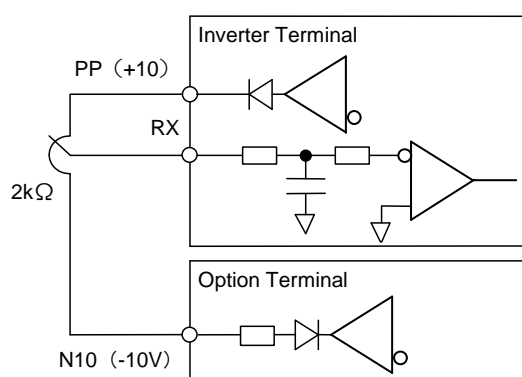 Inverter Terminal
PP（+10）
RX
2kΩ
Option Terminal
N10（-10V）